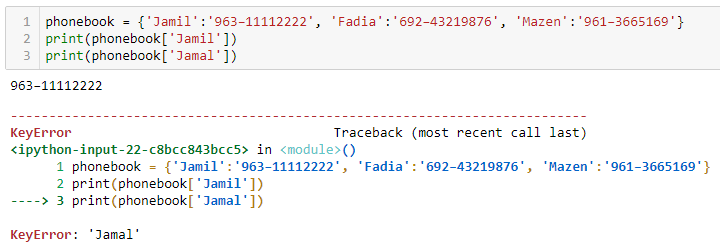 1 phonebook = {'Jamil':'963-11112222', 'Fadia':'692-43219876', 'Mazen':'961-3665169'}
2 print(phonebook['Jamil'])
3 print(phonebook['Jamal'])
963-11112222
---------------------------------------------------------------------------
KeyError                                  Traceback (most recent call last)
<ipython-input-22-c8bcc843bcc5> in <module>()
      1 phonebook = {'Jamil':'963-11112222', 'Fadia':'692-43219876', 'Mazen':'961-3665169'}
      2 print(phonebook['Jamil'])
----> 3 print(phonebook['Jamal'])
KeyError: 'Jamal'